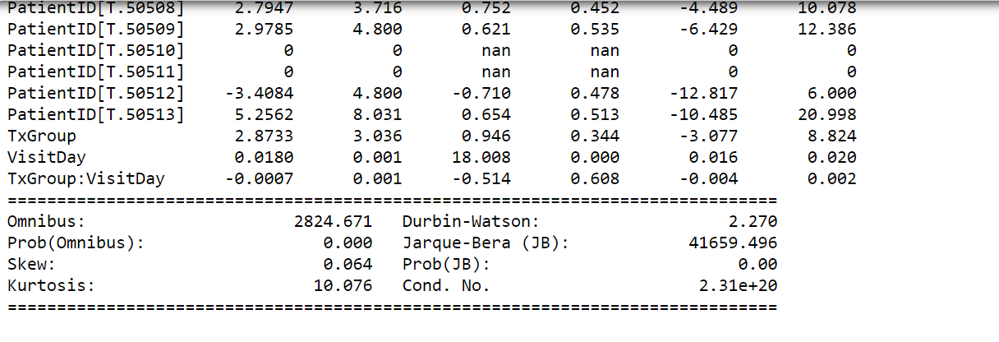 PatientID[T.50508] 2.7947 3.716 0.752 0.452 -4.489 10.078
PatientID[T.50509] 2.9785 4.800 0.621 0.535 -6.429 12.386
PatientID[T.50510] 0 0 nan nan 0 0
PatientID[T.50511] 0 0 nan nan 0 0
PatientID[T.50512] -3.4084 4.800 -0.710 0.478 -12.817 6.000
PatientID[T.50513] 5.2562 8.031 0.654 0.513 -10.485 20.998
TxGroup 2.8733 3.036 0.946 0.344 -3.077 8.824
VisitDay 0.0180 0.001 18.008 0.000 0.016 0.020
TxGroup:VisitDay -0.0007 0.001 -0.514 0.608 -0.004 0.002
==============================================================================
Omnibus: 2824.671 Durbin-Watson: 2.270
Prob(Omnibus): 0.000 Jarque-Bera (JB): 41659.496
Skew: 0.064 Prob(JB): 0.00
Kurtosis: 10.076 Cond. No. 2.31e+20
==============================================================================